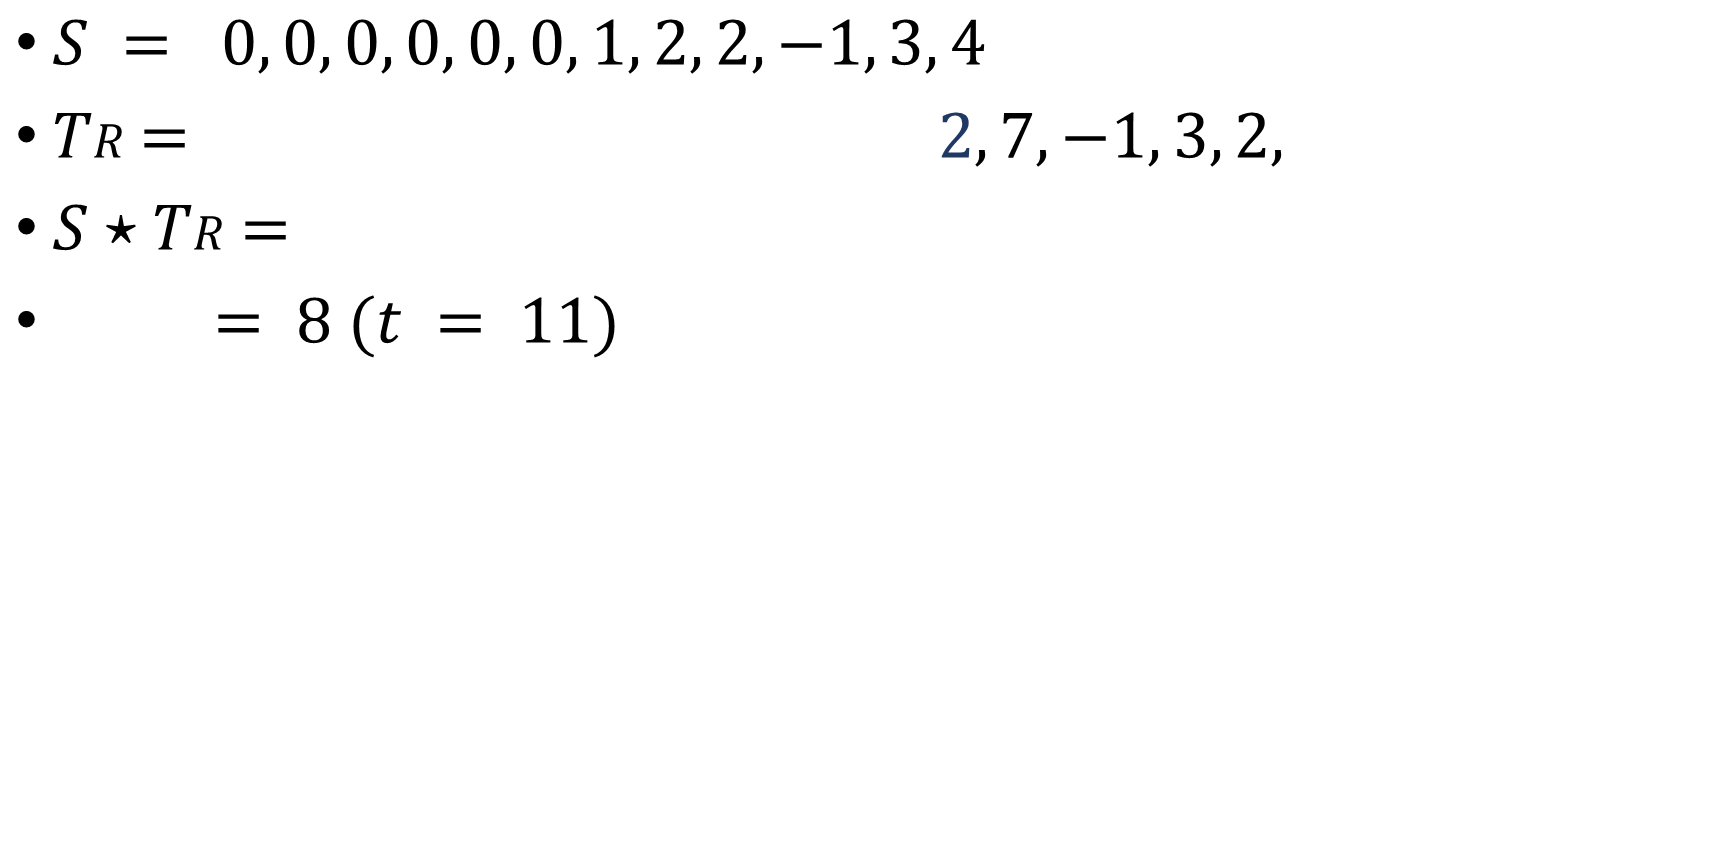 • S = 0, 0, 0, 0, 0, 0, 1, 2, 2, −1, 3, 4
• TR = 2, 7, −1, 3, 2,
• S ⋆ TR =
• = 8 (t = 11)